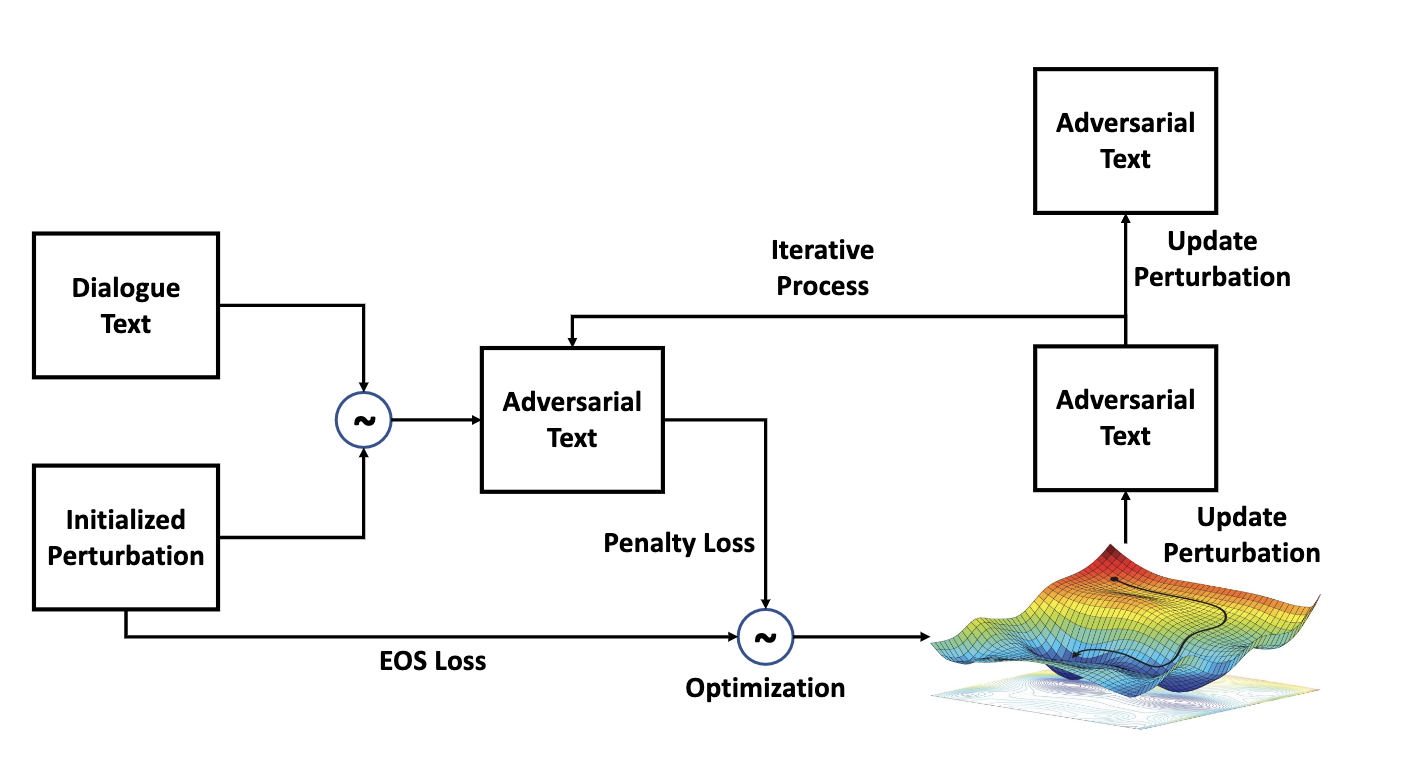 Adversarial
Text
Update
Perturbation
Iterative
Process
Dialogue
Text
~
Adversarial
Text
Adversarial
Text
Initialized
Perturbation
Penalty Loss
Update
Perturbation
EOS Loss
~
Optimization